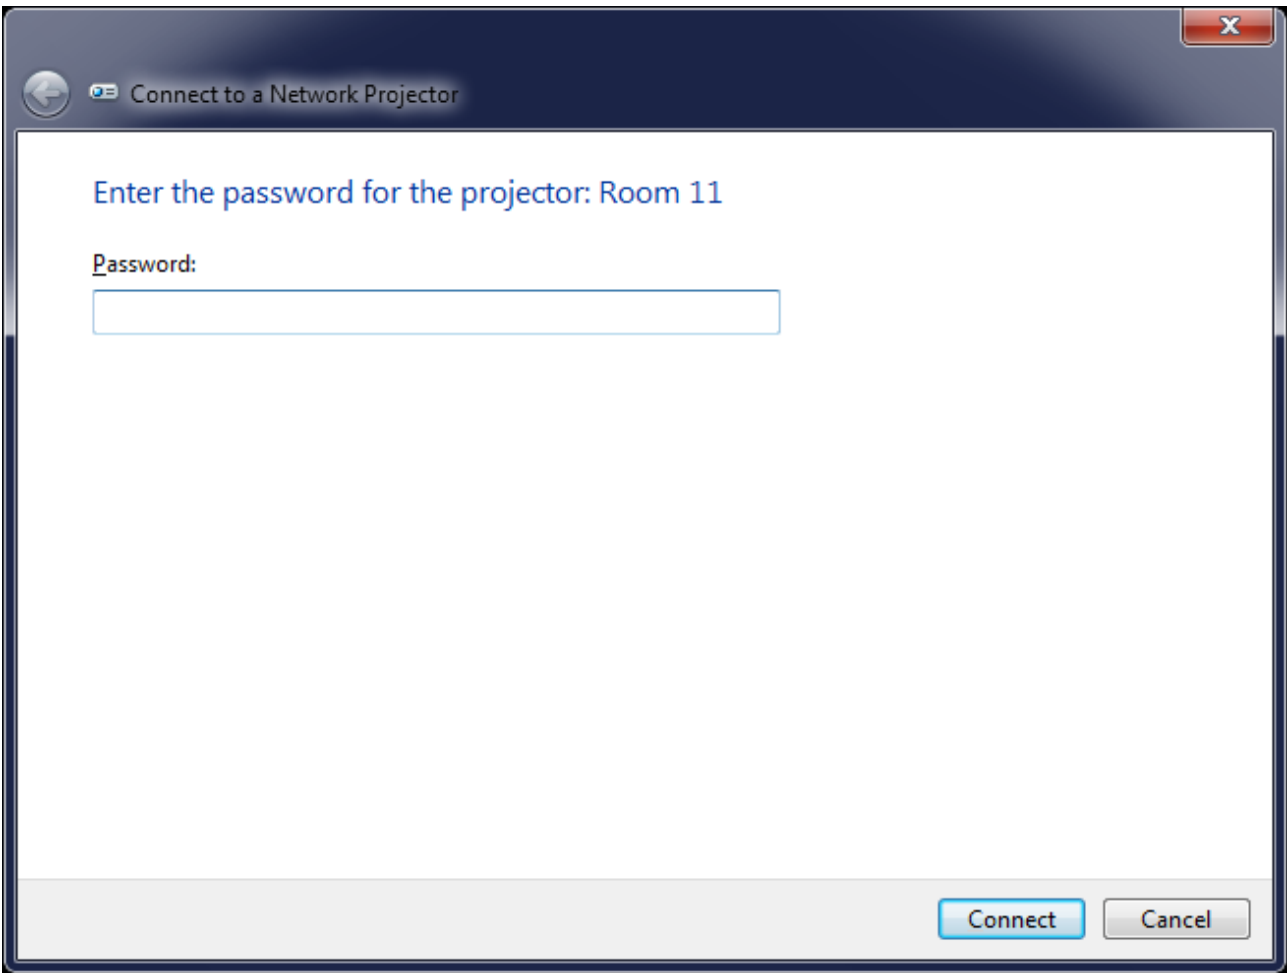 Connect to a Network Projector
Enter the password for the projector: Room 11
Password:
Connect Cancel